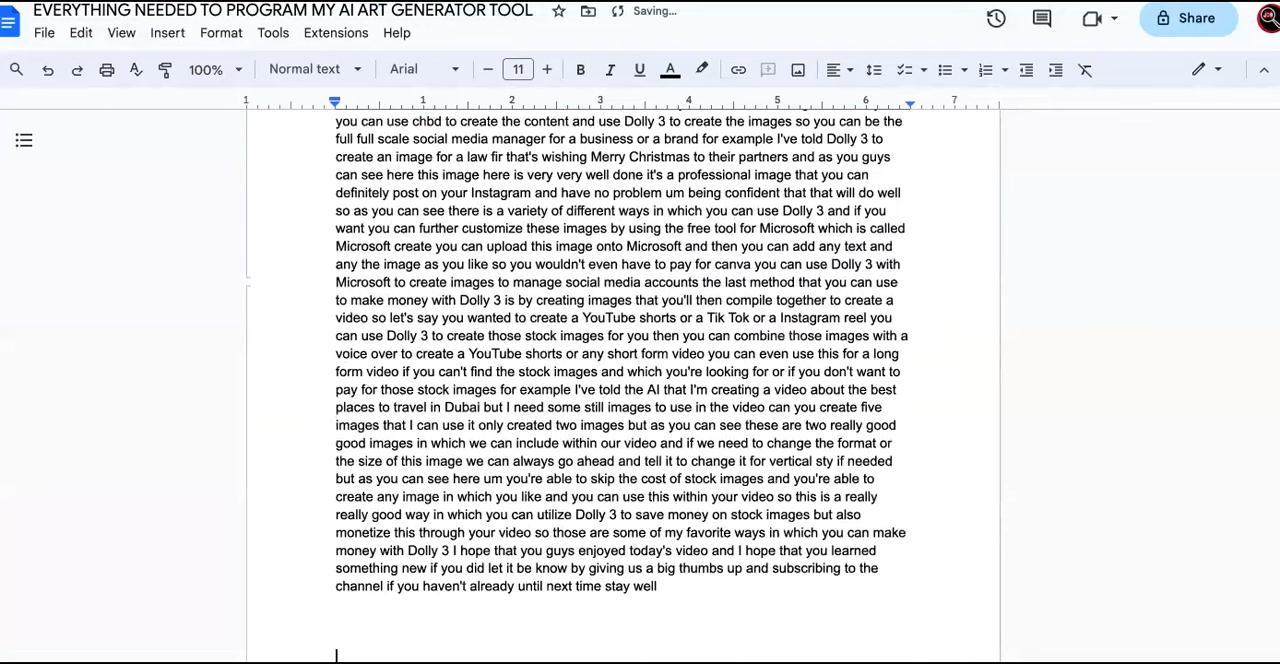 EVERYTHING NEEDED TO PROGRAM MY AI ART GENERATOR TOOL
Saving...
File Edit View Insert Format Tools Extensions Help
Share
100% Normal text Arial 11 B I U A
1 1 2 3 4 5 6 7
you can use chbd to create the content and use Dolly 3 to create the images so you can be the
full full scale social media manager for a business or a brand for example I've told Dolly 3 to
create an image for a law fir that's wishing Merry Christmas to their partners and as you guys
can see here this image here is very very well done it's a professional image that you can
definitely post on your Instagram and have no problem um being confident that that will do well
so as you can see there is a variety of different ways in which you can use Dolly 3 and if you
want you can further customize these images by using the free tool for Microsoft which is called
Microsoft create you can upload this image onto Microsoft and then you can add any text and
any the image as you like so you wouldn't even have to pay for canva you can use Dolly 3 with
Microsoft to create images to manage social media accounts the last method that you can use
to make money with Dolly 3 is by creating images that you'll then compile together to create a
video so let's say you wanted to create a YouTube shorts or a Tik Tok or a Instagram reel you
can use Dolly 3 to create those stock images for you then you can combine those images with a
voice over to create a YouTube shorts or any short form video you can even use this for a long
form video if you can't find the stock images and which you're looking for or if you don't want to
pay for those stock images for example I've told the AI that I'm creating a video about the best
places to travel in Dubai but I need some still images to use in the video can you create five
images that I can use it only created two images but as you can see these are two really good
good images in which we can include within our video and if we need to change the format or
the size of this image we can always go ahead and tell it to change it for vertical sty if needed
but as you can see here um you're able to skip the cost of stock images and you're able to
create any image in which you like and you can use this within your video so this is a really
really good way in which you can utilize Dolly 3 to save money on stock images but also
monetize this through your video so those are some of my favorite ways in which you can make
money with Dolly 3 I hope that you guys enjoyed today's video and I hope that you learned
something new if you did let it be know by giving us a big thumbs up and subscribing to the
channel if you haven't already until next time stay well